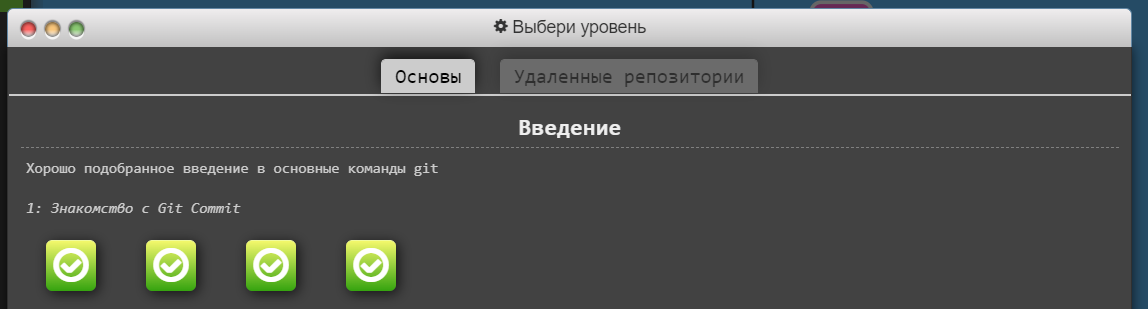 Выбери уровень
Основы Удаленные репозитории
Введение
Хорошо подобранное введение в основные команды git
1: Знакомство с Git Commit